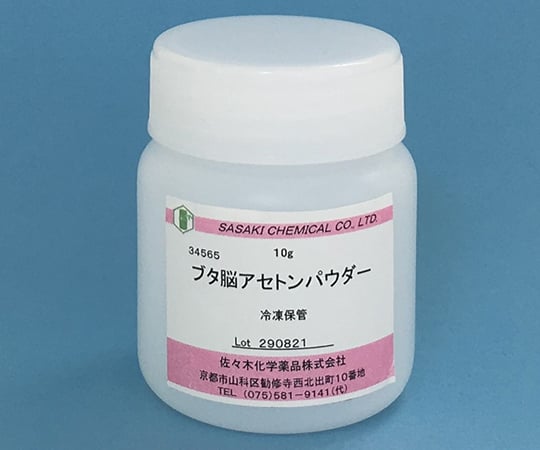 SASAKI CHEMICAL CO., LTD.
34565
10g
ブタ脳アセトンパウダー
冷凍保管
Lot 290821
佐々木化学薬品株式会社
京都市山科区勧修寺西北出町10番地
TEL (075)581-9141(代)